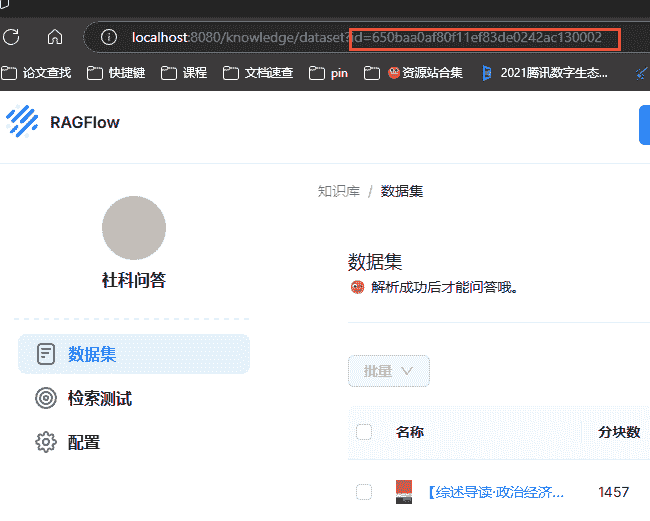 localhost:8080/knowledge/dataset?id=650baa0af80f11ef83de0242ac130002
论文查找 快捷键 课程 文档速查 pin 资源站合集 2021腾讯数字生态...
RAGFlow
知识库 / 数据集
社科问答
数据集
解析成功后才能问答哦。
数据集
检索测试
配置
批量
名称 分块数
【综述导读·政治经济... 1457